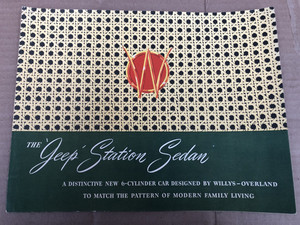 THE 'Jeep' Station Sedan
A DISTINCTIVE NEW 6-CYLINDER CAR DESIGNED BY WILLYS-OVERLAND
TO MATCH THE PATTERN OF MODERN FAMILY LIVING